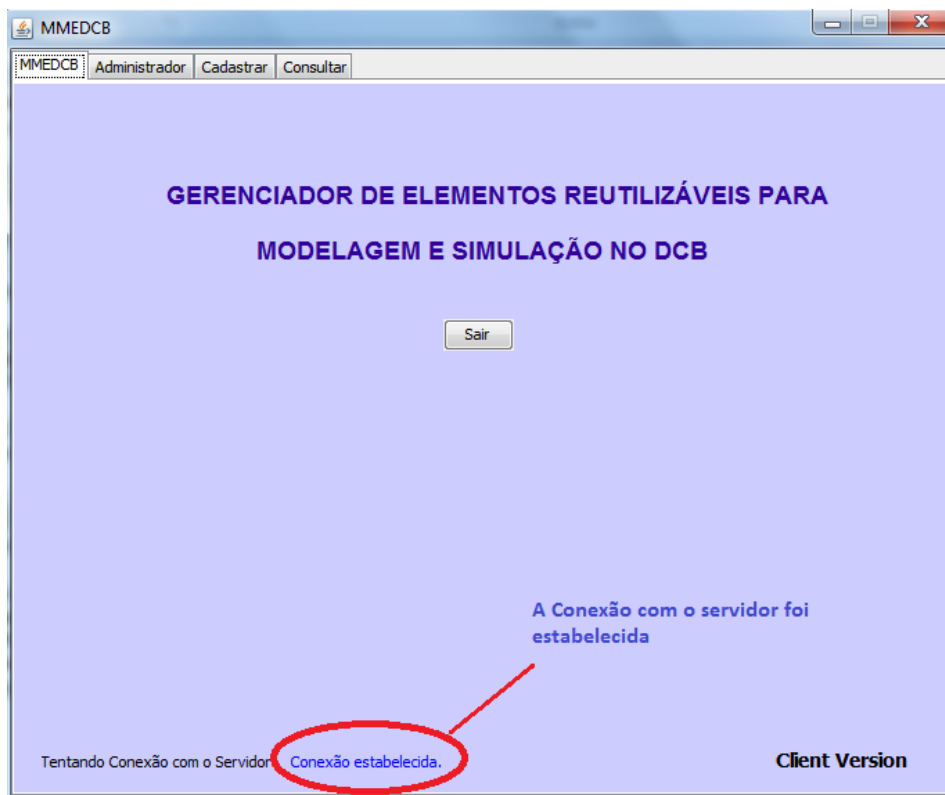 MMEDCB
MMEDCB Administrador Cadastrar Consultar
GERENCIADOR DE ELEMENTOS REUTILIZÁVEIS PARA
MODELAGEM E SIMULAÇÃO NO DCB
Sair
A Conexão com o servidor foi
estabelecida
Tentando Conexão com o Servidor Conexão estabelecida.
Client Version